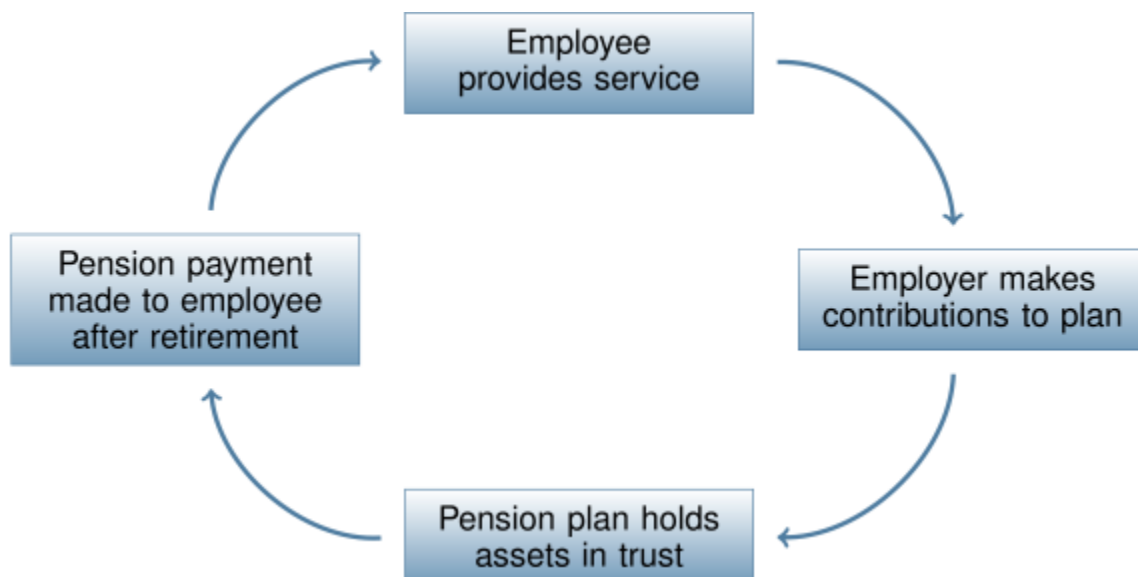 Employee
provides service
Employer makes
contributions to plan
Pension plan holds
assets in trust
Pension payment
made to employee
after retirement